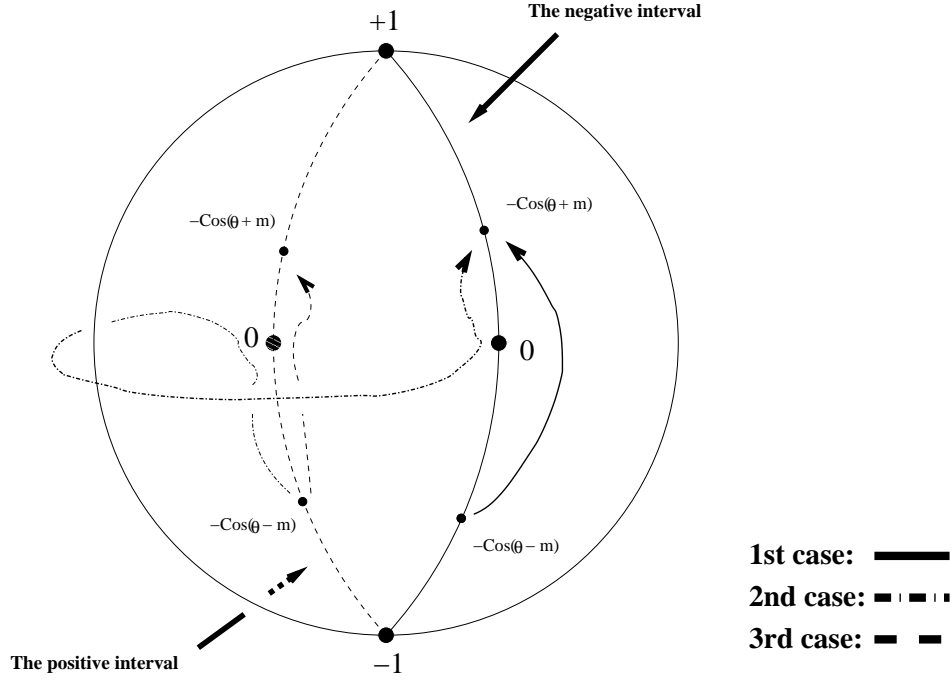 The negative interval
+1
−Cos(θ + m)
−Cos(θ + m)
0
0
−Cos(θ − m)
−Cos(θ − m)
1st case:
2nd case:
3rd case:
The positive interval
−1